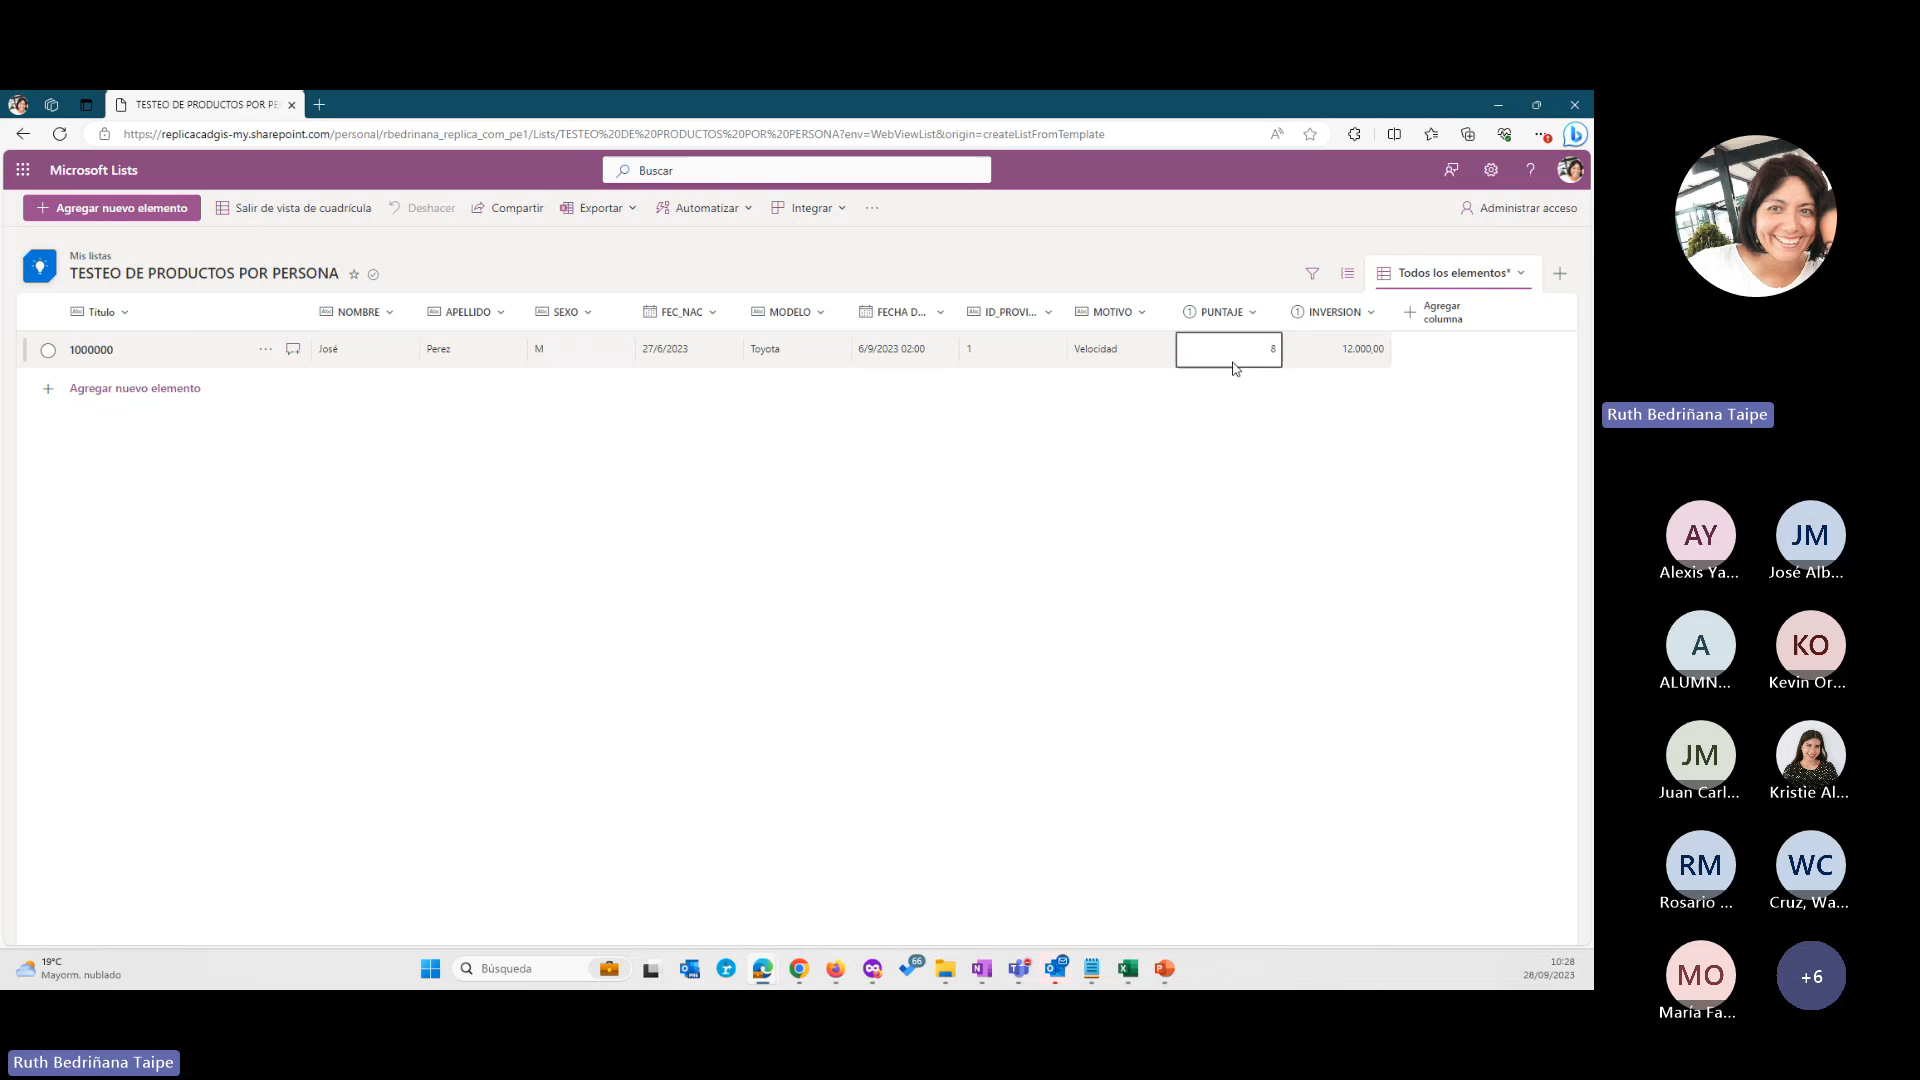 TESTEO DE PRODUCTOS POR PE
https://replicacadgis-my.sharepoint.com/personal/rbedrinana_replica_com_pe1/Lists/TESTEO%20DE%20PRODUCTOS%20POR%20PERSONA?env=WebViewList&origin=createListFromTemplate
Microsoft Lists
Buscar
Agregar nuevo elemento
Salir de vista de cuadrícula
Deshacer
Compartir
Exportar
Automatizar
Integrar
Administrar acceso
Mis listas
TESTEO DE PRODUCTOS POR PERSONA
Todos los elementos*
Título
NOMBRE
APELLIDO
SEXO
FEC_NAC
MODELO
FECHA D...
ID_PROVI...
MOTIVO
PUNTAJE
INVERSION
Agregar
columna
1000000
José
Perez
M
27/6/2023
Toyota
6/9/2023 02:00
1
Velocidad
8
12.000,00
Agregar nuevo elemento
Ruth Bedriñana Taipe
AY
Alexis Ya...
JM
José Alb...
A
ALUMN...
KO
Kevin Or...
JM
Juan Carl...
Kristie Al...
RM
Rosario ...
WC
Cruz, Wa...
MO
María Fa...
+6
19°C
Mayorm. nublado
Búsqueda
66
10:28
28/09/2023
Ruth Bedriñana Taipe